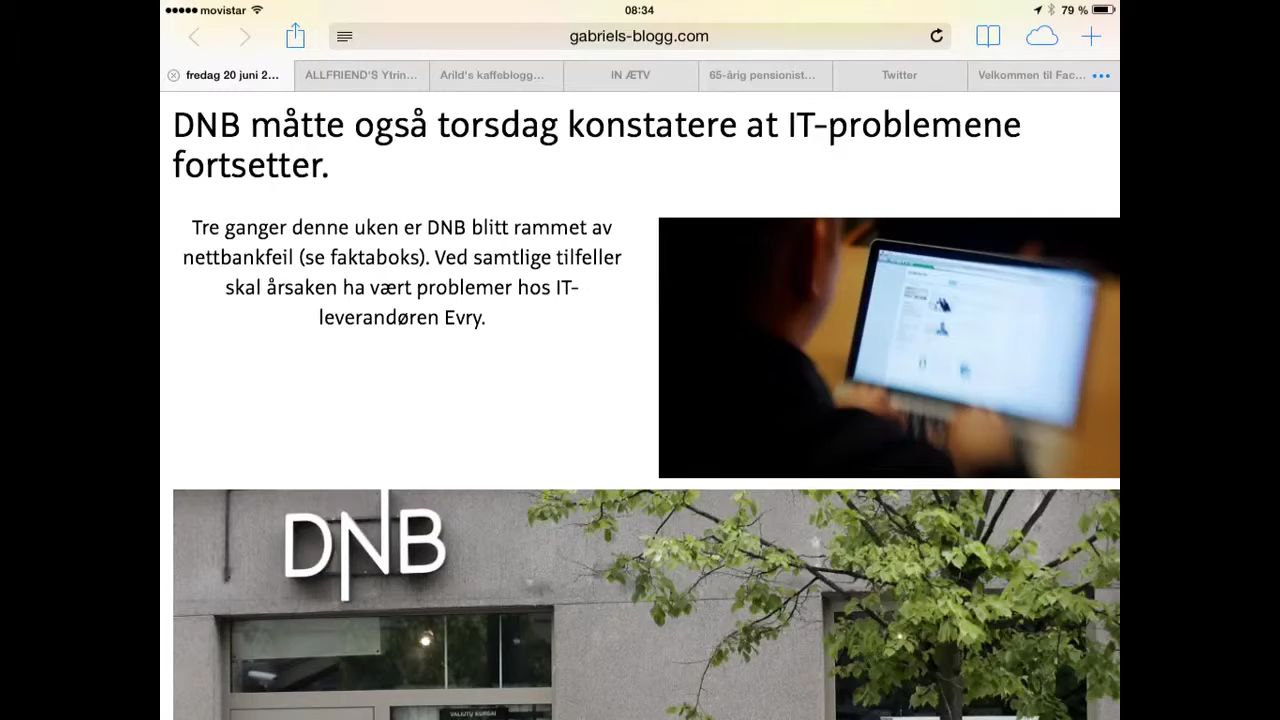 movistar 08:34 79 %
gabriels-blogg.com
fredag 20 juni 2... ALLFRIEND'S Ytrin... Arild's kaffeblogg... IN ÆTV 65-årig pensionist... Twitter Velkommen til Fac...
DNB måtte også torsdag konstatere at IT-problemene
fortsetter.
Tre ganger denne uken er DNB blitt rammet av
nettbankfeil (se faktaboks). Ved samtlige tilfeller
skal årsaken ha vært problemer hos IT-
leverandøren Evry.
DNB
VALIUTŲ KURSAI